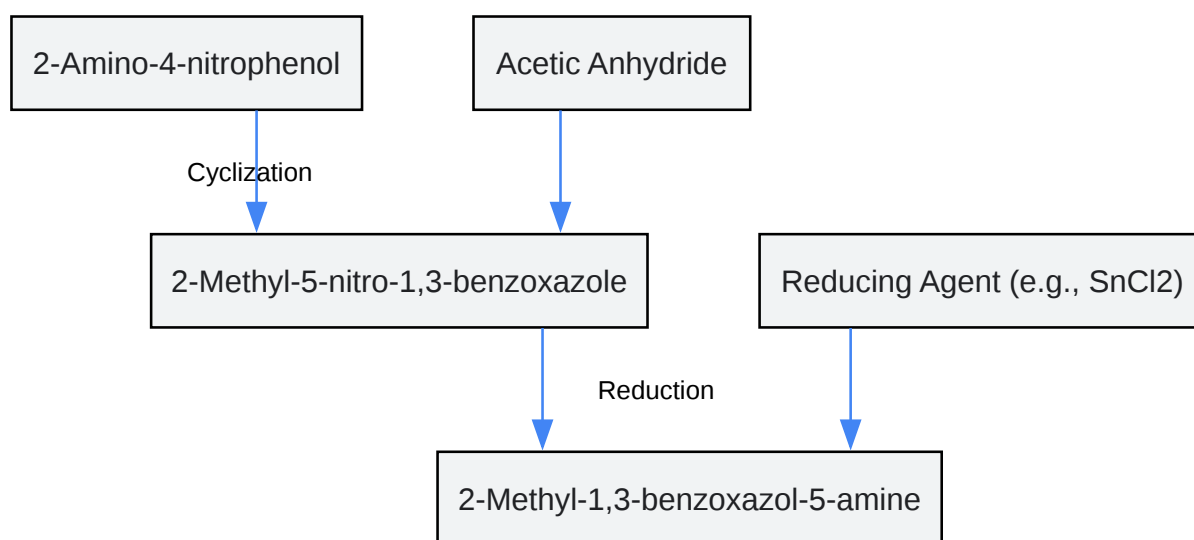 2-Amino-4-nitrophenol
Acetic Anhydride
Cyclization
2-Methyl-5-nitro-1,3-benzoxazole
Reducing Agent (e.g., SnCl2)
Reduction
2-Methyl-1,3-benzoxazol-5-amine